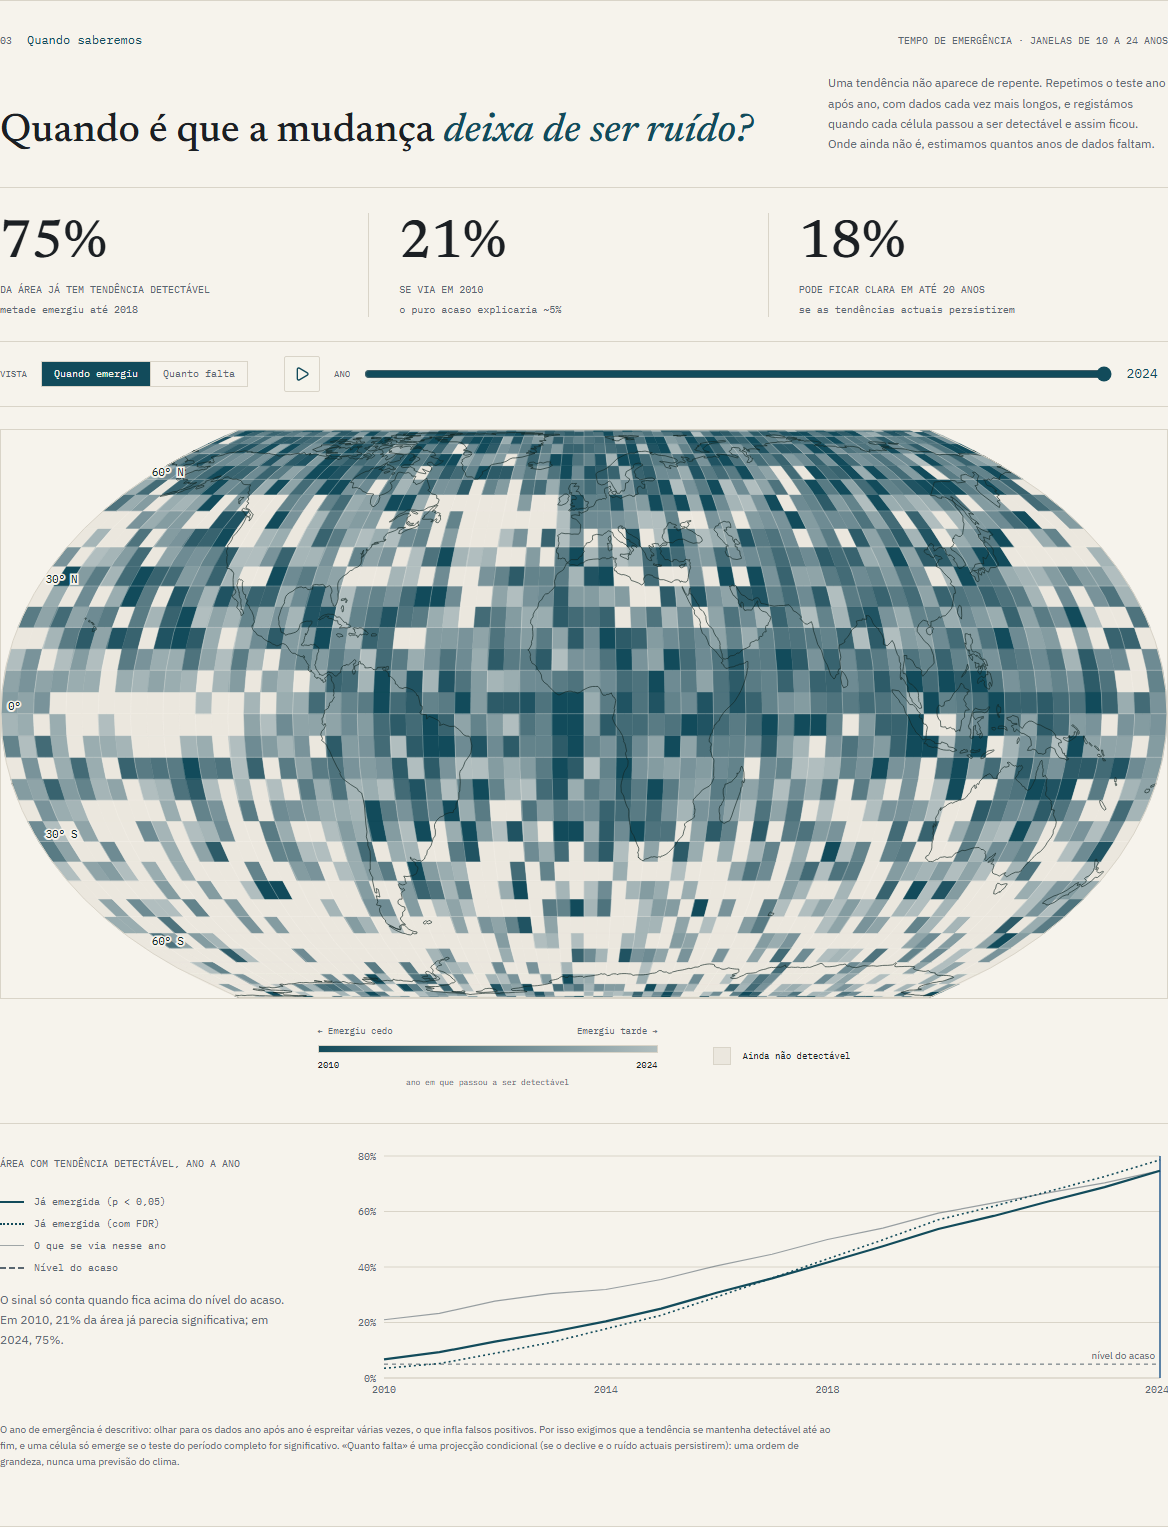 03 Quando saberemos
TEMPO DE EMERGÊNCIA · JANELAS DE 10 A 24 ANOS
Quando é que a mudança deixa de ser ruído?
Uma tendência não aparece de repente. Repetimos o teste ano
após ano, com dados cada vez mais longos, e registámos
quando cada célula passou a ser detectável e assim ficou.
Onde ainda não é, estimamos quantos anos de dados faltam.
75%
DA ÁREA JÁ TEM TENDÊNCIA DETECTÁVEL
metade emergiu até 2018
21%
SE VIA EM 2010
o puro acaso explicaria ~5%
18%
PODE FICAR CLARA EM ATÉ 20 ANOS
se as tendências actuais persistirem
VISTA
Quando emergiu
Quanto falta
ANO
2024
60° N
30° N
0°
30° S
60° S
← Emergiu cedo
Emergiu tarde →
2010
2024
ano em que passou a ser detectável
Ainda não detectável
ÁREA COM TENDÊNCIA DETECTÁVEL, ANO A ANO
Já emergida (p < 0,05)
Já emergida (com FDR)
O que se via nesse ano
Nível do acaso
O sinal só conta quando fica acima do nível do acaso.
Em 2010, 21% da área já parecia significativa; em
2024, 75%.
80%
60%
40%
20%
0%
nível do acaso
2010
2014
2018
2024
O ano de emergência é descritivo: olhar para os dados ano após ano é espreitar várias vezes, o que infla falsos positivos. Por isso exigimos que a tendência se mantenha detectável até ao
fim, e uma célula só emerge se o teste do período completo for significativo. «Quanto falta» é uma projecção condicional (se o declive e o ruído actuais persistirem): uma ordem de
grandeza, nunca uma previsão do clima.